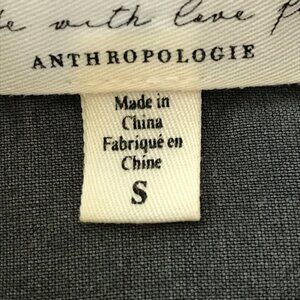 with love
ANTHROPOLOGIE
Made in
China
Fabriqué en
Chine
S